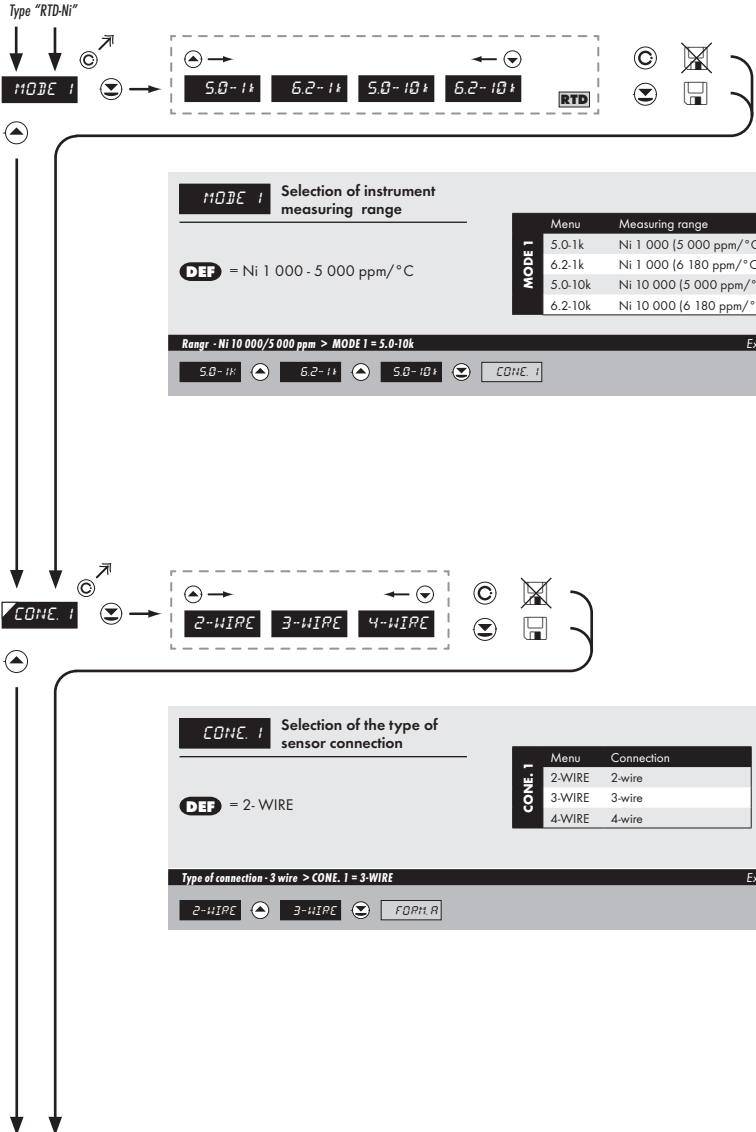 Type “RTD-Ni”
MODE 1
5.0-1k 6.2-1k 5.0-10k 6.2-10k
RTD
MODE 1
Selection of instrument
measuring range
DEF = Ni 1 000 - 5 000 ppm/°C
MODE 1
Menu Measuring range
5.0-1k Ni 1 000 (5 000 ppm/°C
6.2-1k Ni 1 000 (6 180 ppm/°C
5.0-10k Ni 10 000 (5 000 ppm/°
6.2-10k Ni 10 000 (6 180 ppm/°
Rangr - Ni 10 000/5 000 ppm > MODE 1 = 5.0-10k
Ex
5.0-1k 6.2-1k 5.0-10k CONE. 1
CONE. 1
2-WIRE 3-WIRE 4-WIRE
CONE. 1
Selection of the type of
sensor connection
DEF = 2- WIRE
CONE. 1
Menu Connection
2-WIRE 2-wire
3-WIRE 3-wire
4-WIRE 4-wire
Type of connection - 3 wire > CONE. 1 = 3-WIRE
Ex
2-WIRE 3-WIRE FORM. A